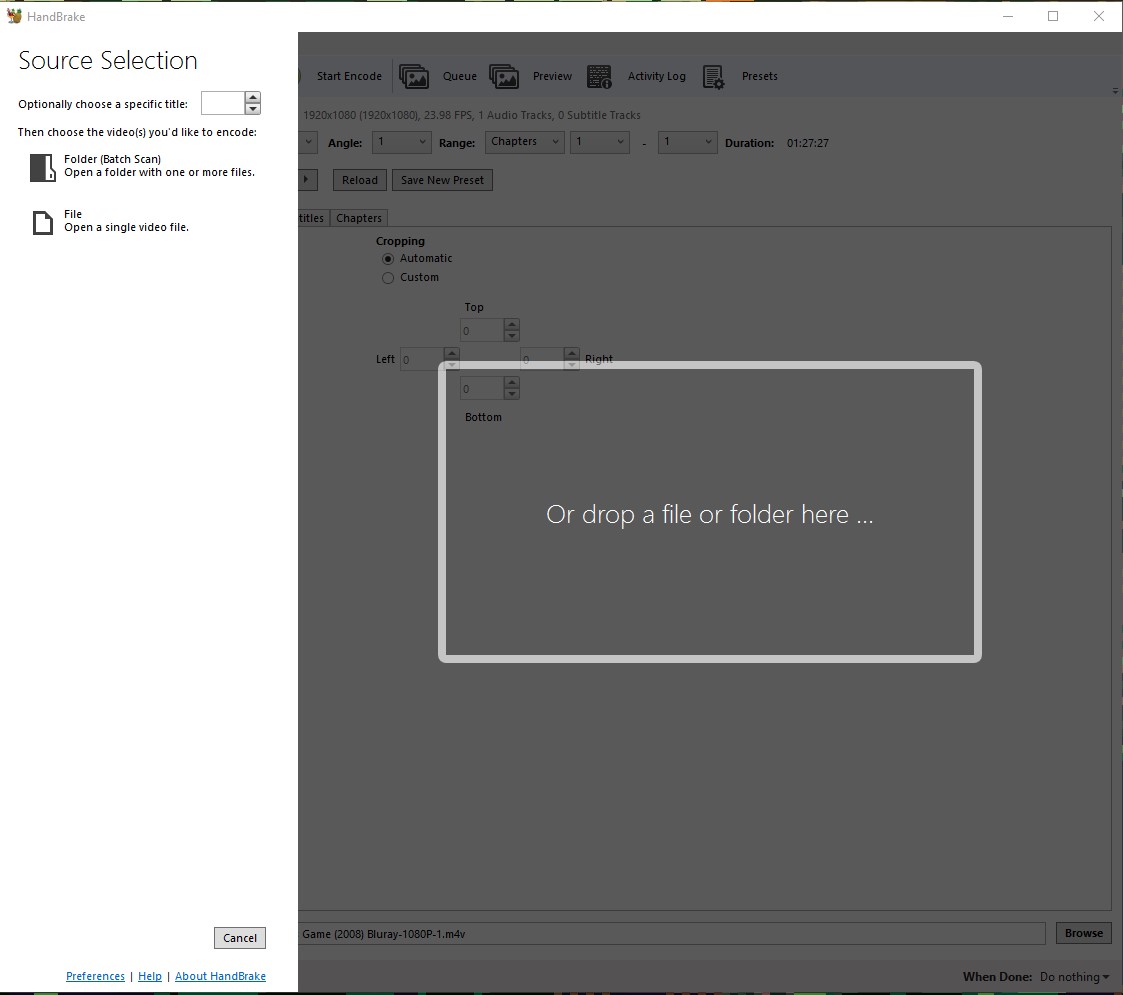 HandBrake
Source Selection
Optionally choose a specific title:
Then choose the video(s) you'd like to encode:
Folder (Batch Scan)
Open a folder with one or more files.
File
Open a single video file.
Cancel
Preferences | Help | About HandBrake
Start Encode Queue Preview Activity Log Presets
1920x1080 (1920x1080), 23.98 FPS, 1 Audio Tracks, 0 Subtitle Tracks
Angle: 1 Range: Chapters 1 - 1 Duration: 01:27:27
Reload Save New Preset
titles Chapters
Cropping
Automatic
Custom
Top
0
Left 0 0 Right
0
Bottom
Or drop a file or folder here ...
Game (2008) Bluray-1080P-1.m4v Browse
When Done: Do nothing